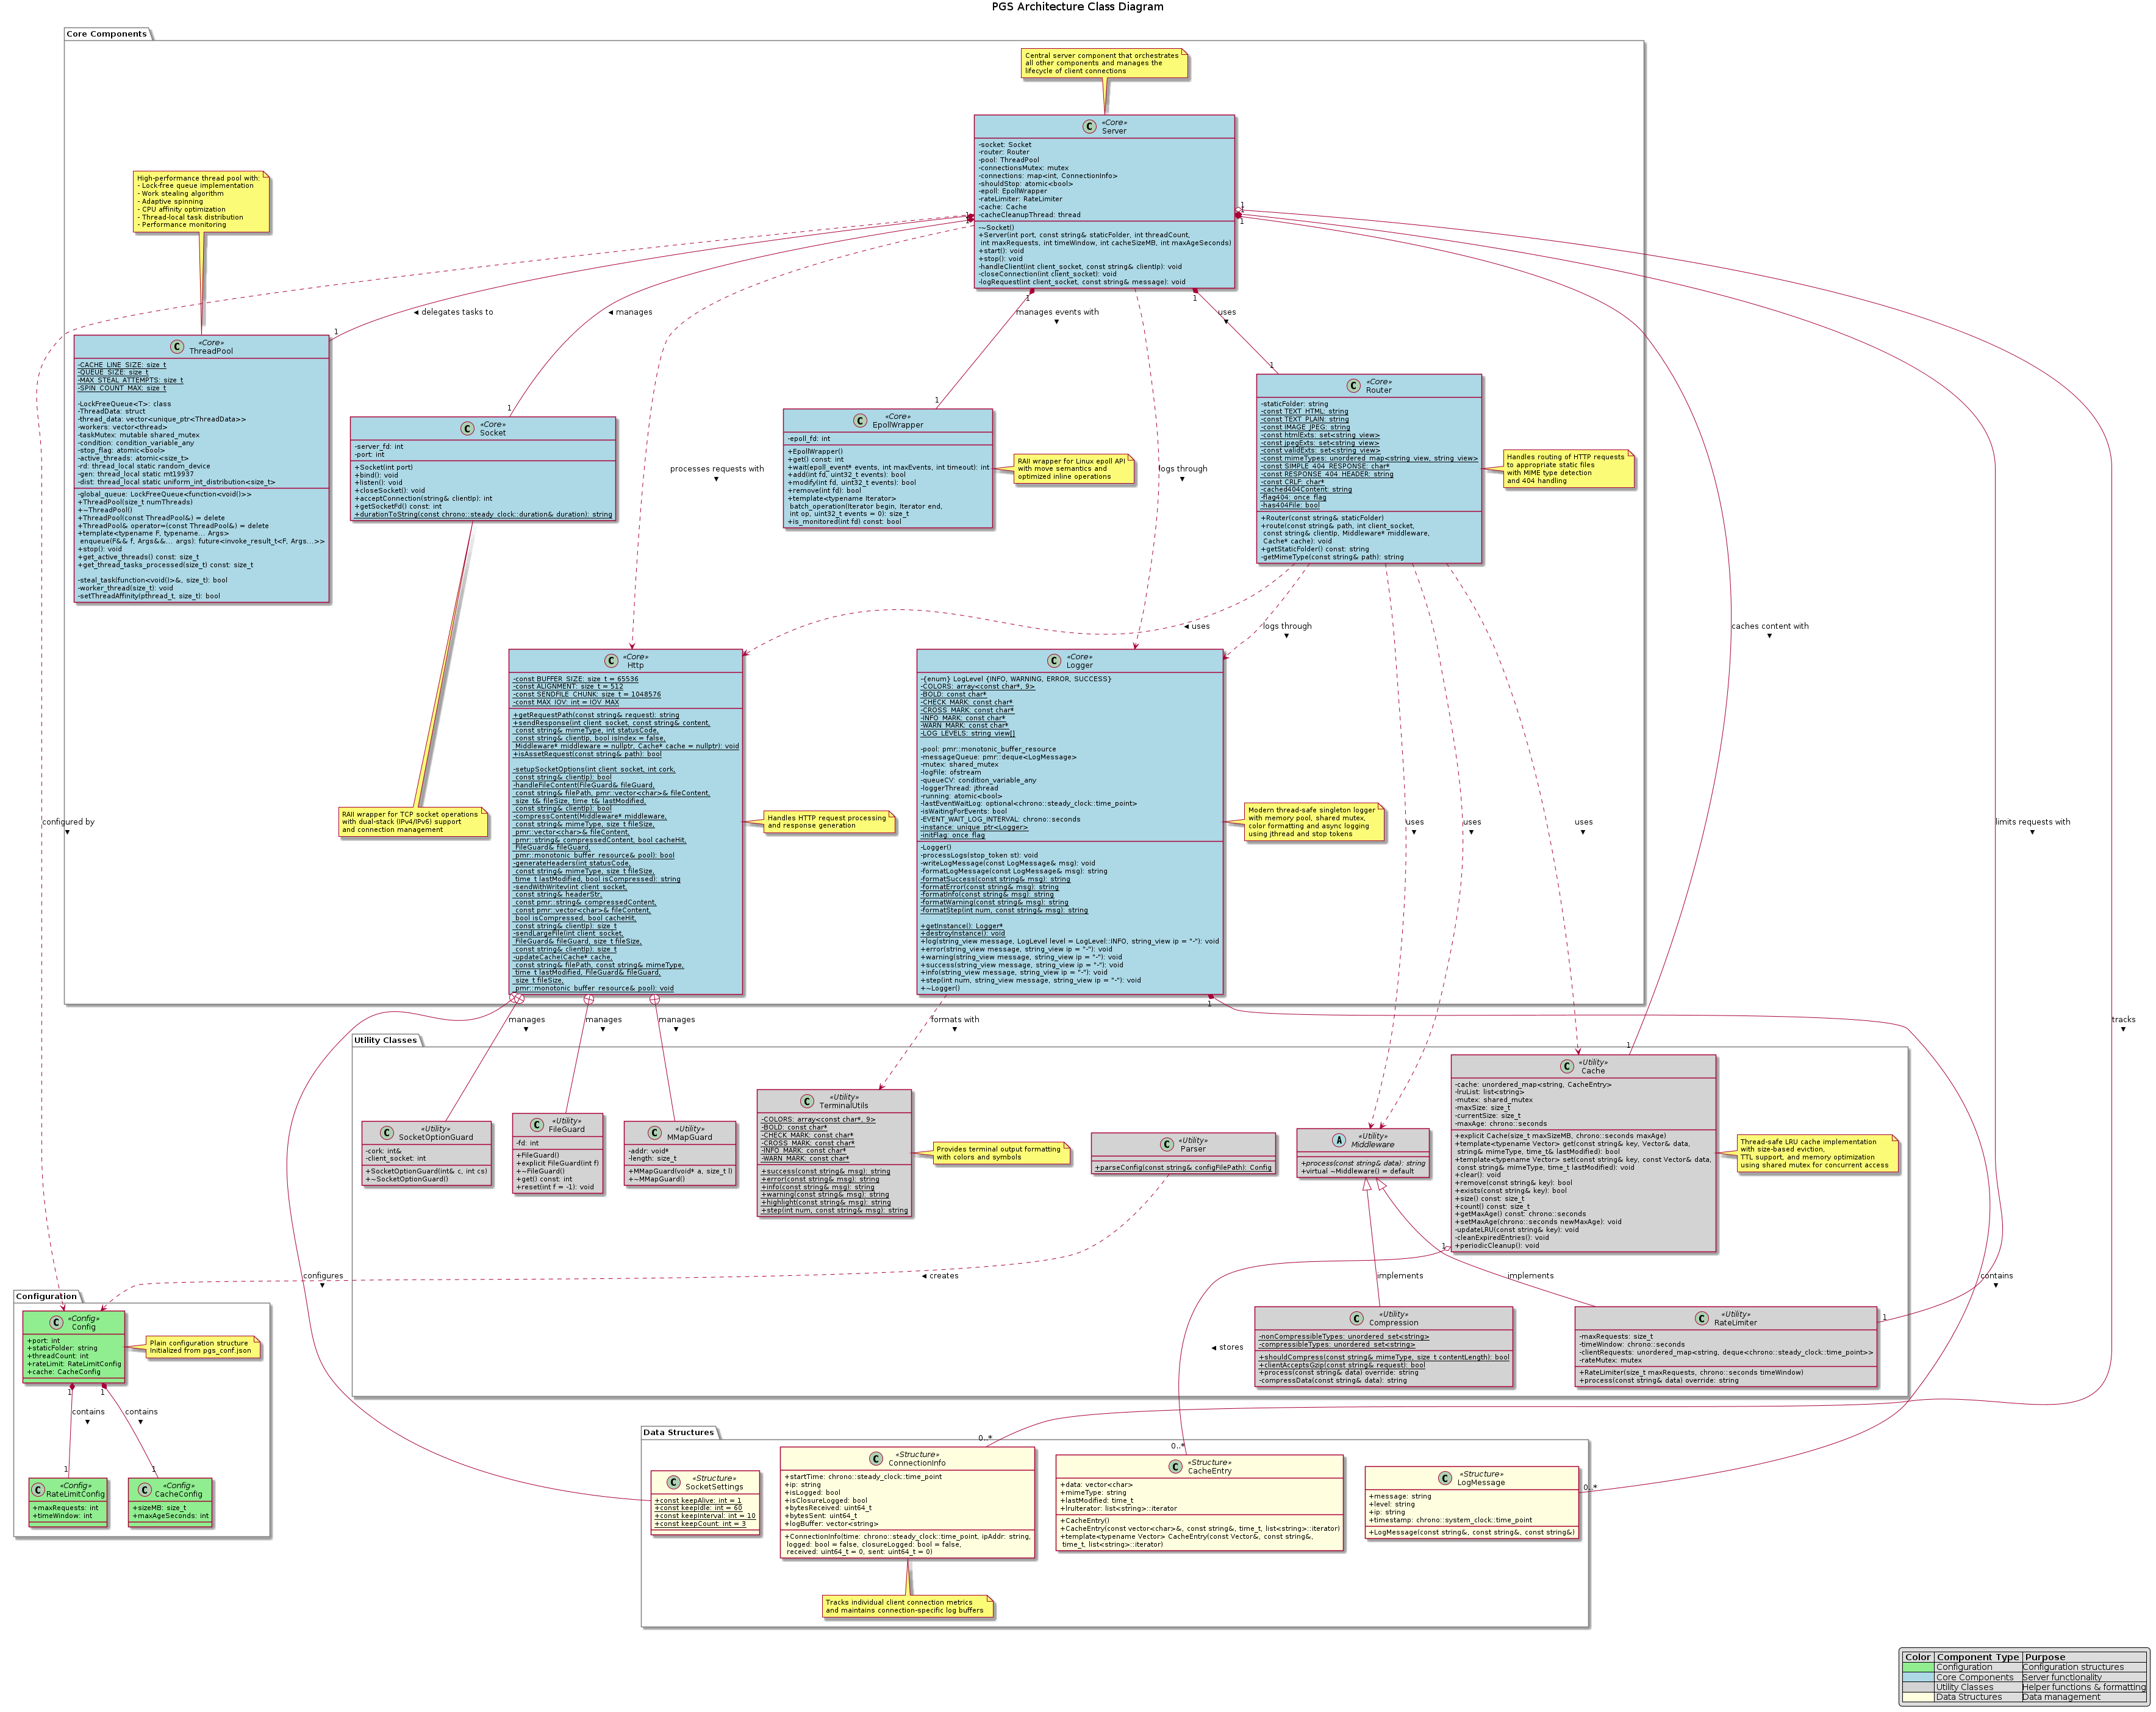 PGS Architecture Class Diagram
Core Components
Central server component that orchestrates
all other components and manages the
lifecycle of client connections
«Core»
Server
-socket: Socket
-router: Router
-pool: ThreadPool
-connectionsMutex: mutex
-connections: map<int, ConnectionInfo>
-shouldStop: atomic<bool>
-epoll: EpollWrapper
-rateLimiter: RateLimiter
-cache: Cache
-cacheCleanupThread: thread
-~Socket()
+Server(int port, const string& staticFolder, int threadCount,
int maxRequests, int timeWindow, int cacheSizeMB, int maxAgeSeconds)
+start(): void
+stop(): void
-handleClient(int client_socket, const string& clientIp): void
-closeConnection(int client_socket): void
-logRequest(int client_socket, const string& message): void
High-performance thread pool with:
- Lock-free queue implementation
- Work stealing algorithm
- Adaptive spinning
- CPU affinity optimization
- Thread-local task distribution
- Performance monitoring
«Core»
ThreadPool
-CACHE_LINE_SIZE: size_t
-QUEUE_SIZE: size_t
-MAX_STEAL_ATTEMPTS: size_t
-SPIN_COUNT_MAX: size_t
-LockFreeQueue<T>: class
-ThreadData: struct
-thread_data: vector<unique_ptr<ThreadData>>
-workers: vector<thread>
-taskMutex: mutable shared_mutex
-condition: condition_variable_any
-stop_flag: atomic<bool>
-active_threads: atomic<size_t>
-rd: thread_local static random_device
-gen: thread_local static mt19937
-dist: thread_local static uniform_int_distribution<size_t>
-global_queue: LockFreeQueue<function<void()>>
+ThreadPool(size_t numThreads)
+~ThreadPool()
+ThreadPool(const ThreadPool&) = delete
+ThreadPool& operator=(const ThreadPool&) = delete
+template<typename F, typename... Args>
enqueue(F&& f, Args&&... args): future<invoke_result_t<F, Args...>>
+stop(): void
+get_active_threads() const: size_t
+get_thread_tasks_processed(size_t) const: size_t
-steal_task(function<void()>&, size_t): bool
-worker_thread(size_t): void
-setThreadAffinity(pthread_t, size_t): bool
«Core»
Socket
-server_fd: int
-port: int
+Socket(int port)
+bind(): void
+listen(): void
+closeSocket(): void
+acceptConnection(string& clientIp): int
+getSocketFd() const: int
+durationToString(const chrono::steady_clock::duration& duration): string
«Core»
EpollWrapper
-epoll_fd: int
+EpollWrapper()
+get() const: int
+wait(epoll_event* events, int maxEvents, int timeout): int
+add(int fd, uint32_t events): bool
+modify(int fd, uint32_t events): bool
+remove(int fd): bool
+template<typename Iterator>
batch_operation(Iterator begin, Iterator end,
int op, uint32_t events = 0): size_t
+is_monitored(int fd) const: bool
RAII wrapper for Linux epoll API
with move semantics and
optimized inline operations
«Core»
Router
-staticFolder: string
-const TEXT_HTML: string
-const TEXT_PLAIN: string
-const IMAGE_JPEG: string
-const htmlExts: set<string_view>
-const jpegExts: set<string_view>
-const validExts: set<string_view>
-const mimeTypes: unordered_map<string_view, string_view>
-const SIMPLE_404_RESPONSE: char*
-const RESPONSE_404_HEADER: string
-const CRLF: char*
-cached404Content: string
-flag404: once_flag
-has404File: bool
+Router(const string& staticFolder)
+route(const string& path, int client_socket,
const string& clientIp, Middleware* middleware,
Cache* cache): void
+getStaticFolder() const: string
-getMimeType(const string& path): string
Handles routing of HTTP requests
to appropriate static files
with MIME type detection
and 404 handling
delegates tasks to
manages
manages events with
uses
processes requests with
logs through
uses
logs through
caches content with
RAII wrapper for TCP socket operations
with dual-stack (IPv4/IPv6) support
and connection management
«Core»
Http
-const BUFFER_SIZE: size_t = 65536
-const ALIGNMENT: size_t = 512
-const SENDFILE_CHUNK: size_t = 1048576
-const MAX_IOV: int = IOV_MAX
+getRequestPath(const string& request): string
+sendResponse(int client_socket, const string& content,
const string& mimeType, int statusCode,
const string& clientIp, bool isIndex = false,
Middleware* middleware = nullptr, Cache* cache = nullptr): void
+isAssetRequest(const string& path): bool
-setupSocketOptions(int client_socket, int cork,
const string& clientIp): bool
-handleFileContent(FileGuard& fileGuard,
const string& filePath, pmr::vector<char>& fileContent,
size_t& fileSize, time_t& lastModified,
const string& clientIp): bool
-compressContent(Middleware* middleware,
const string& mimeType, size_t fileSize,
pmr::vector<char>& fileContent,
pmr::string& compressedContent, bool cacheHit,
FileGuard& fileGuard,
pmr::monotonic_buffer_resource& pool): bool
-generateHeaders(int statusCode,
const string& mimeType, size_t fileSize,
time_t lastModified, bool isCompressed): string
-sendWithWritev(int client_socket,
const string& headerStr,
const pmr::string& compressedContent,
const pmr::vector<char>& fileContent,
bool isCompressed, bool cacheHit,
const string& clientIp): size_t
-sendLargeFile(int client_socket,
FileGuard& fileGuard, size_t fileSize,
const string& clientIp): size_t
-updateCache(Cache* cache,
const string& filePath, const string& mimeType,
time_t lastModified, FileGuard& fileGuard,
size_t fileSize,
pmr::monotonic_buffer_resource& pool): void
Handles HTTP request processing
and response generation
«Core»
Logger
-{enum} LogLevel {INFO, WARNING, ERROR, SUCCESS}
-COLORS: array<const char*, 9>
-BOLD: const char*
-CHECK_MARK: const char*
-CROSS_MARK: const char*
-INFO_MARK: const char*
-WARN_MARK: const char*
-LOG_LEVELS: string_view[]
-pool: pmr::monotonic_buffer_resource
-messageQueue: pmr::deque<LogMessage>
-mutex: shared_mutex
-logFile: ofstream
-queueCV: condition_variable_any
-loggerThread: jthread
-running: atomic<bool>
-lastEventWaitLog: optional<chrono::steady_clock::time_point>
-isWaitingForEvents: bool
-EVENT_WAIT_LOG_INTERVAL: chrono::seconds
-instance: unique_ptr<Logger>
-initFlag: once_flag
-Logger()
-processLogs(stop_token st): void
-writeLogMessage(const LogMessage& msg): void
-formatLogMessage(const LogMessage& msg): string
-formatSuccess(const string& msg): string
-formatError(const string& msg): string
-formatInfo(const string& msg): string
-formatWarning(const string& msg): string
-formatStep(int num, const string& msg): string
+getInstance(): Logger*
+destroyInstance(): void
+log(string_view message, LogLevel level = LogLevel::INFO, string_view ip = "-"): void
+error(string_view message, string_view ip = "-"): void
+warning(string_view message, string_view ip = "-"): void
+success(string_view message, string_view ip = "-"): void
+info(string_view message, string_view ip = "-"): void
+step(int num, string_view message, string_view ip = "-"): void
+~Logger()
Modern thread-safe singleton logger
with memory pool, shared mutex,
color formatting and async logging
using jthread and stop tokens
configured by
uses
uses
uses
limits requests with
manages
manages
manages
formats with
tracks
Utility Classes
«Utility»
SocketOptionGuard
-cork: int&
-client_socket: int
+SocketOptionGuard(int& c, int cs)
+~SocketOptionGuard()
«Utility»
FileGuard
-fd: int
+FileGuard()
+explicit FileGuard(int f)
+~FileGuard()
+get() const: int
+reset(int f = -1): void
«Utility»
MMapGuard
-addr: void*
-length: size_t
+MMapGuard(void* a, size_t l)
+~MMapGuard()
«Utility»
TerminalUtils
-COLORS: array<const char*, 9>
-BOLD: const char*
-CHECK_MARK: const char*
-CROSS_MARK: const char*
-INFO_MARK: const char*
-WARN_MARK: const char*
+success(const string& msg): string
+error(const string& msg): string
+info(const string& msg): string
+warning(const string& msg): string
+highlight(const string& msg): string
+step(int num, const string& msg): string
Provides terminal output formatting
with colors and symbols
«Utility»
Parser
+parseConfig(const string& configFilePath): Config
«Utility»
Middleware
+process(const string& data): string
+virtual ~Middleware() = default
«Utility»
Cache
-cache: unordered_map<string, CacheEntry>
-lruList: list<string>
-mutex: shared_mutex
-maxSize: size_t
-currentSize: size_t
-maxAge: chrono::seconds
+explicit Cache(size_t maxSizeMB, chrono::seconds maxAge)
+template<typename Vector> get(const string& key, Vector& data,
string& mimeType, time_t& lastModified): bool
+template<typename Vector> set(const string& key, const Vector& data,
const string& mimeType, time_t lastModified): void
+clear(): void
+remove(const string& key): bool
+exists(const string& key): bool
+size() const: size_t
+count() const: size_t
+getMaxAge() const: chrono::seconds
+setMaxAge(chrono::seconds newMaxAge): void
-updateLRU(const string& key): void
-cleanExpiredEntries(): void
+periodicCleanup(): void
Thread-safe LRU cache implementation
with size-based eviction,
TTL support, and memory optimization
using shared mutex for concurrent access
configures
creates
implements
implements
contains
«Utility»
Compression
-nonCompressibleTypes: unordered_set<string>
-compressibleTypes: unordered_set<string>
+shouldCompress(const string& mimeType, size_t contentLength): bool
+clientAcceptsGzip(const string& request): bool
+process(const string& data) override: string
-compressData(const string& data): string
«Utility»
RateLimiter
-maxRequests: size_t
-timeWindow: chrono::seconds
-clientRequests: unordered_map<string, deque<chrono::steady_clock::time_point>>
-rateMutex: mutex
+RateLimiter(size_t maxRequests, chrono::seconds timeWindow)
+process(const string& data) override: string
stores
Configuration
«Config»
Config
+port: int
+staticFolder: string
+threadCount: int
+rateLimit: RateLimitConfig
+cache: CacheConfig
Plain configuration structure
Initialized from pgs_conf.json
contains
contains
«Config»
RateLimitConfig
+maxRequests: int
+timeWindow: int
«Config»
CacheConfig
+sizeMB: size_t
+maxAgeSeconds: int
Data Structures
«Structure»
SocketSettings
+const keepAlive: int = 1
+const keepIdle: int = 60
+const keepInterval: int = 10
+const keepCount: int = 3
«Structure»
ConnectionInfo
+startTime: chrono::steady_clock::time_point
+ip: string
+isLogged: bool
+isClosureLogged: bool
+bytesReceived: uint64_t
+bytesSent: uint64_t
+logBuffer: vector<string>
+ConnectionInfo(time: chrono::steady_clock::time_point, ipAddr: string,
logged: bool = false, closureLogged: bool = false,
received: uint64_t = 0, sent: uint64_t = 0)
«Structure»
CacheEntry
+data: vector<char>
+mimeType: string
+lastModified: time_t
+lruIterator: list<string>::iterator
+CacheEntry()
+CacheEntry(const vector<char>&, const string&, time_t, list<string>::iterator)
+template<typename Vector> CacheEntry(const Vector&, const string&,
time_t, list<string>::iterator)
«Structure»
LogMessage
+message: string
+level: string
+ip: string
+timestamp: chrono::system_clock::time_point
+LogMessage(const string&, const string&, const string&)
Tracks individual client connection metrics
and maintains connection-specific log buffers
Color Component Type Purpose
Configuration Configuration structures
Core Components Server functionality
Utility Classes Helper functions & formatting
Data Structures Data management